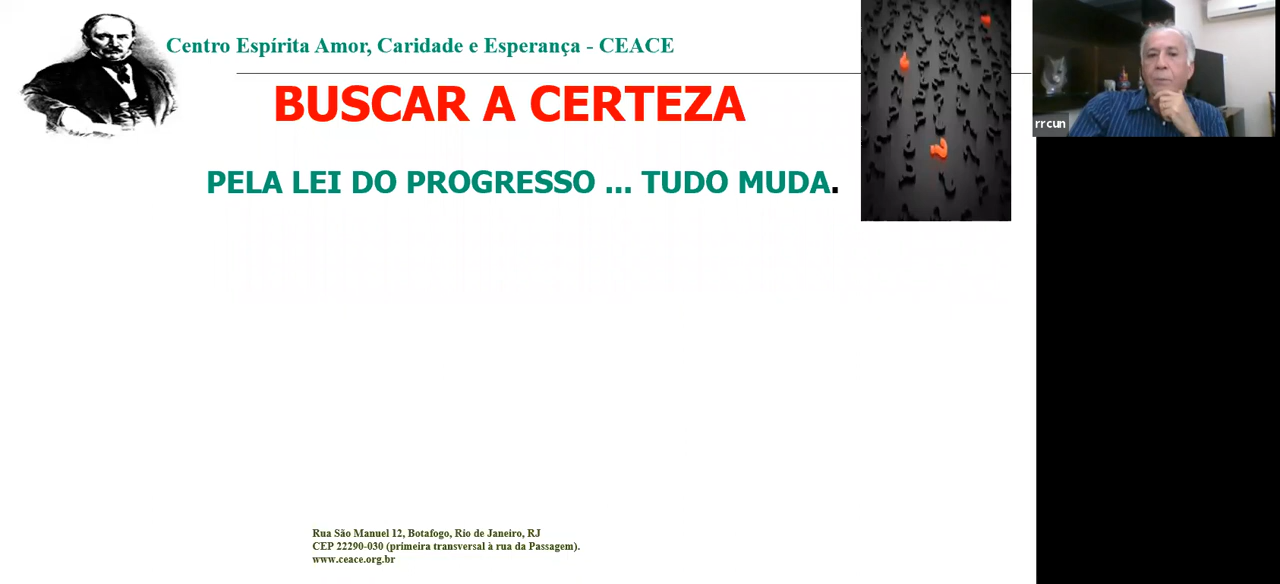 Centro Espírita Amor, Caridade e Esperança - CEACE
BUSCAR A CERTEZA
PELA LEI DO PROGRESSO ... TUDO MUDA.
rrcun
Rua São Manuel 12, Botafogo, Rio de Janeiro, RJ
CEP 22290-030 (primeira transversal à rua da Passagem).
www.ceace.org.br